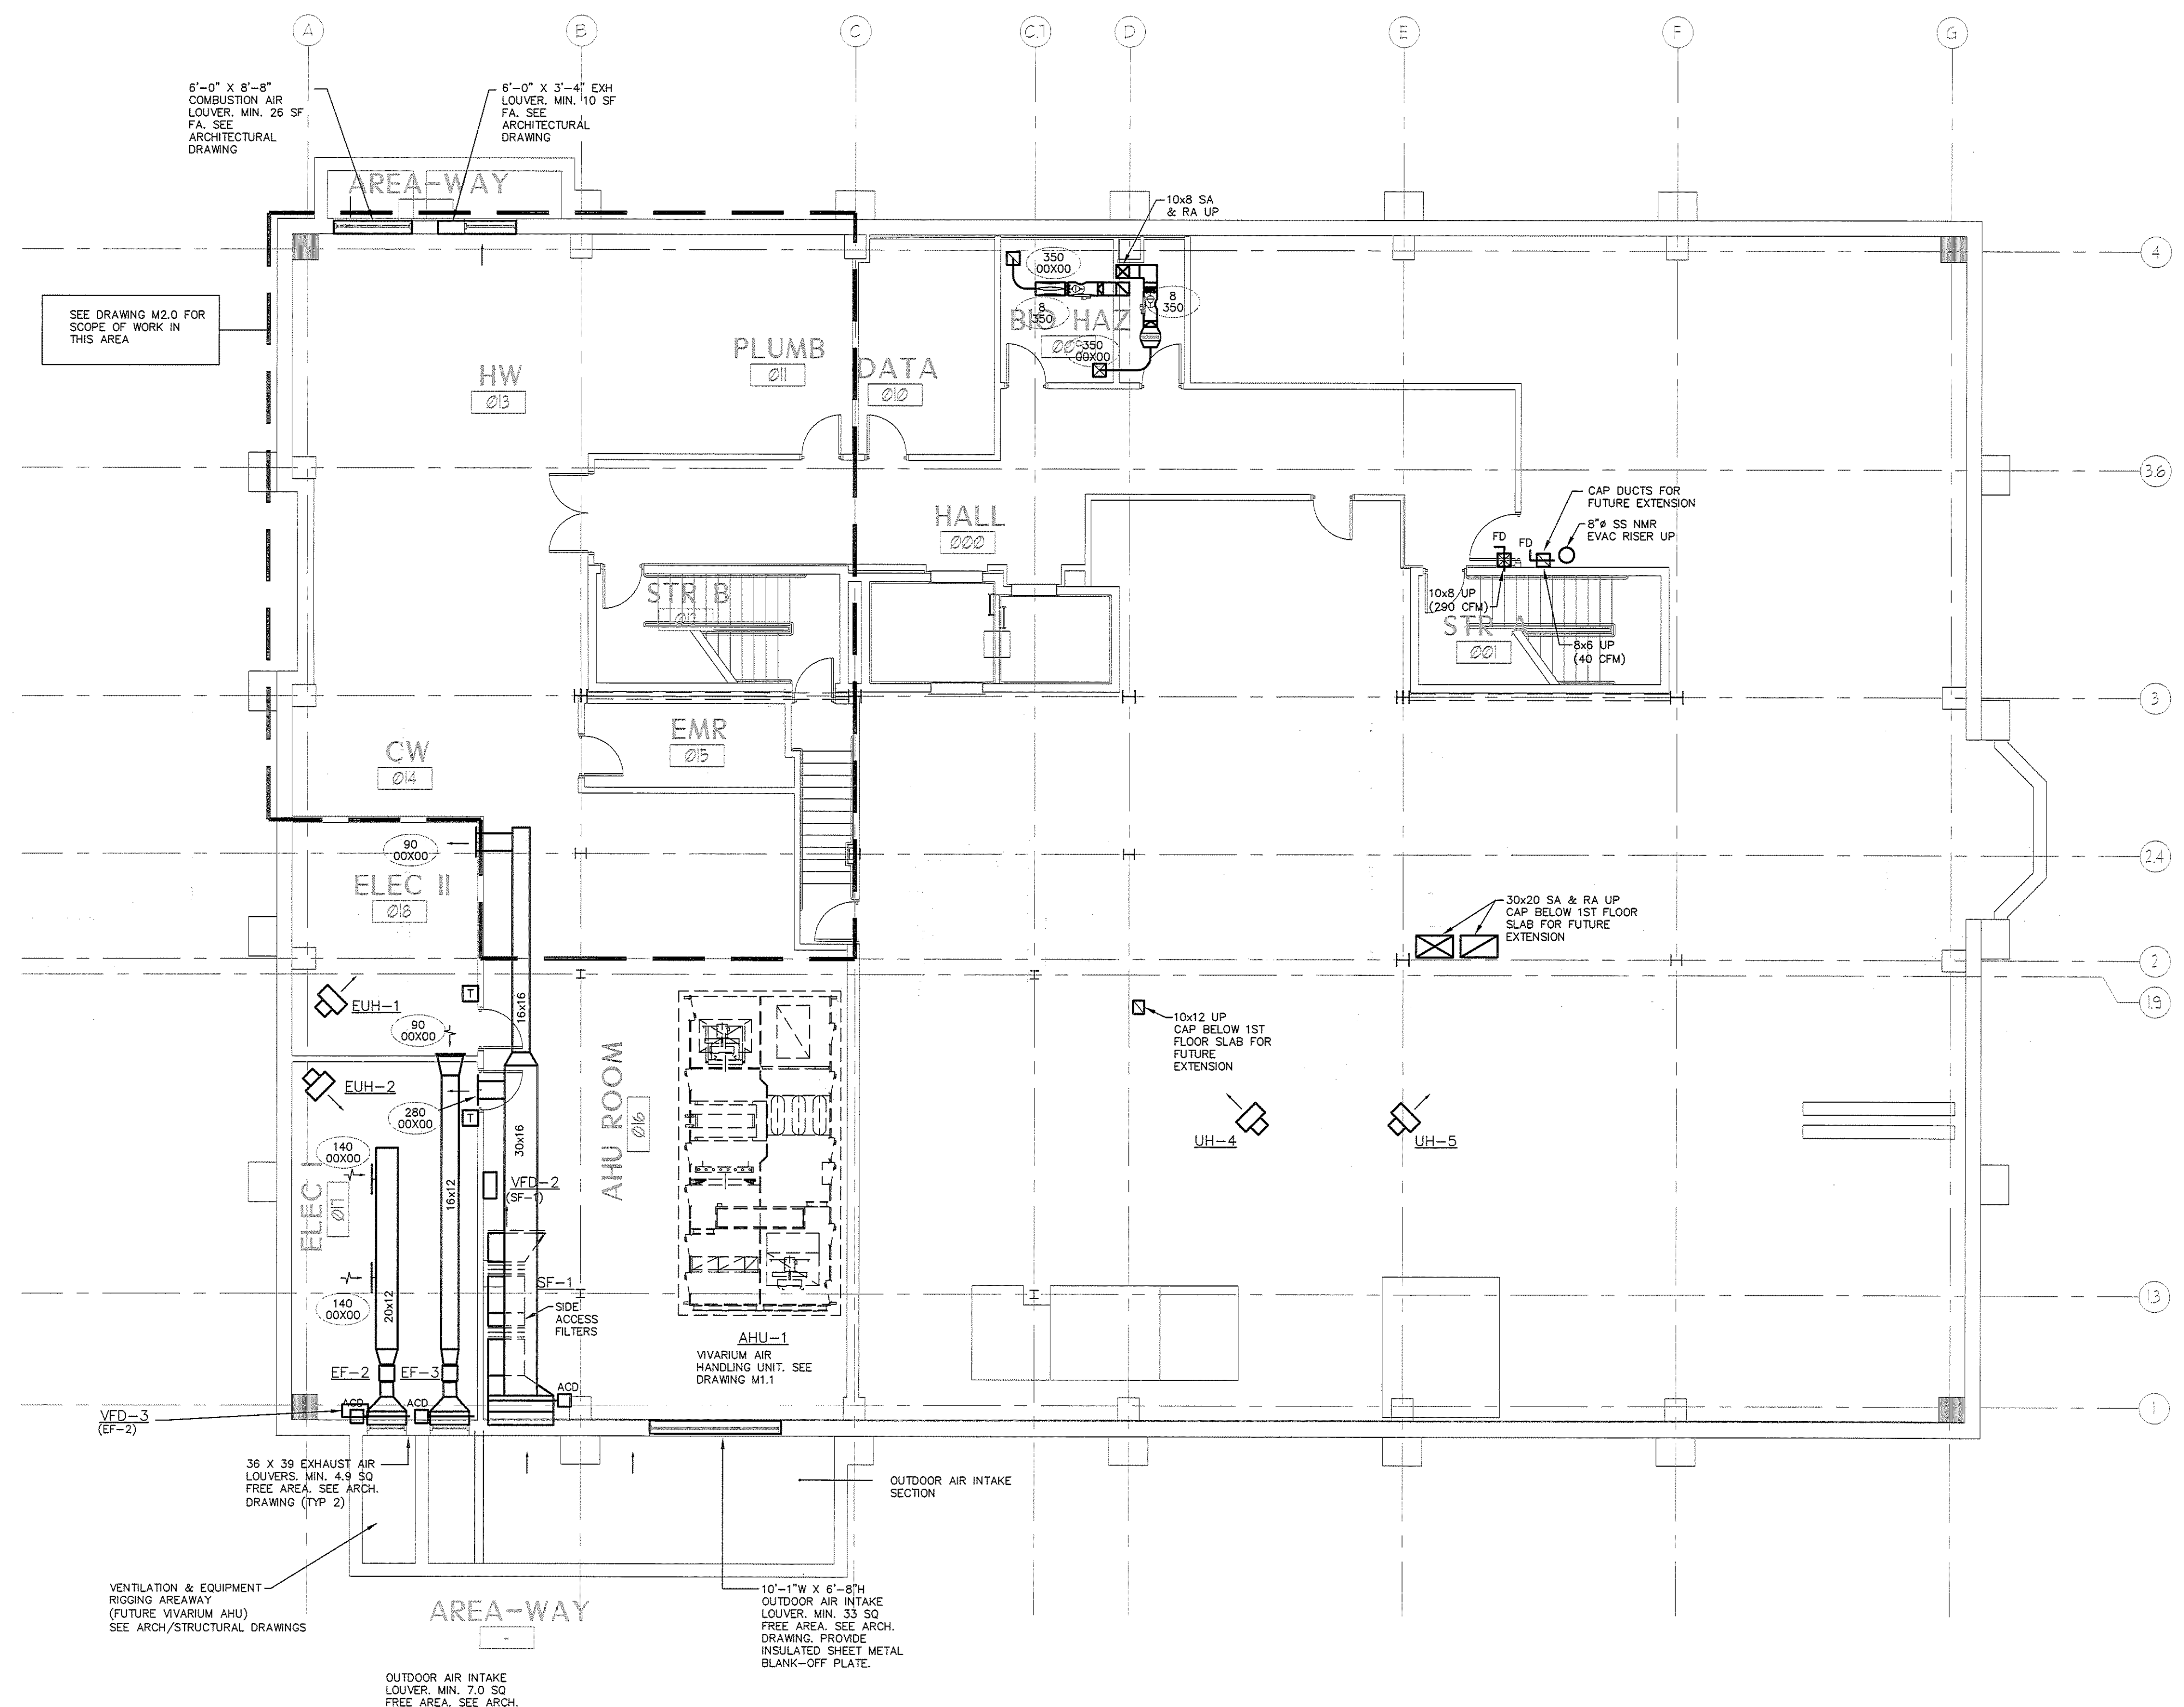 A
B
C
C.1
D
E
F
G
6'-0" X 8'-8"
COMBUSTION AIR
LOUVER. MIN. 26 SF
FA. SEE
ARCHITECTURAL
DRAWING
6'-0" X 3'-4" EXH
LOUVER. MIN. 10 SF
FA. SEE
ARCHITECTURAL
DRAWING
AREA-WAY
10x8 SA
& RA UP
4
350
00X00
8
350
8
350
BIO HAZ
350
00X00
SEE DRAWING M2.0 FOR
SCOPE OF WORK IN
THIS AREA
HW
Ø13
PLUMB
Ø11
DATA
Ø1Ø
3.6
CAP DUCTS FOR
FUTURE EXTENSION
8"ø SS NMR
EVAC RISER UP
FD
FD
HALL
ØØØ
STR B
Ø12
10x8 UP
(290 CFM)
STR A
ØØ1
8x6 UP
(40 CFM)
3
EMR
Ø15
CW
Ø14
90
00X00
2.4
ELEC II
Ø18
30x20 SA & RA UP
CAP BELOW 1ST FLOOR
SLAB FOR FUTURE
EXTENSION
2
EUH-1
T
16x16
1.9
90
00X00
10x12 UP
CAP BELOW 1ST
FLOOR SLAB FOR
FUTURE
EXTENSION
EUH-2
280
00X00
T
AHU ROOM
Ø16
30x16
UH-4
UH-5
140
00X00
ELEC I
Ø17
16x12
VFD-2
(SF-1)
SF-1
140
00X00
20x12
SIDE
ACCESS
FILTERS
1.3
AHU-1
VIVARIUM AIR
HANDLING UNIT. SEE
DRAWING M1.1
EF-2
EF-3
ACD
ACD
ACD
1
VFD-3
(EF-2)
36 X 39 EXHAUST AIR
LOUVERS. MIN. 4.9 SQ
FREE AREA. SEE ARCH.
DRAWING (TYP 2)
OUTDOOR AIR INTAKE
SECTION
VENTILATION & EQUIPMENT
RIGGING AREAWAY
(FUTURE VIVARIUM AHU)
SEE ARCH/STRUCTURAL DRAWINGS
AREA-WAY
-
10'-1"W X 6'-8"H
OUTDOOR AIR INTAKE
LOUVER. MIN. 33 SQ
FREE AREA. SEE ARCH.
DRAWING. PROVIDE
INSULATED SHEET METAL
BLANK-OFF PLATE.
OUTDOOR AIR INTAKE
LOUVER. MIN. 7.0 SQ
FREE AREA. SEE ARCH.